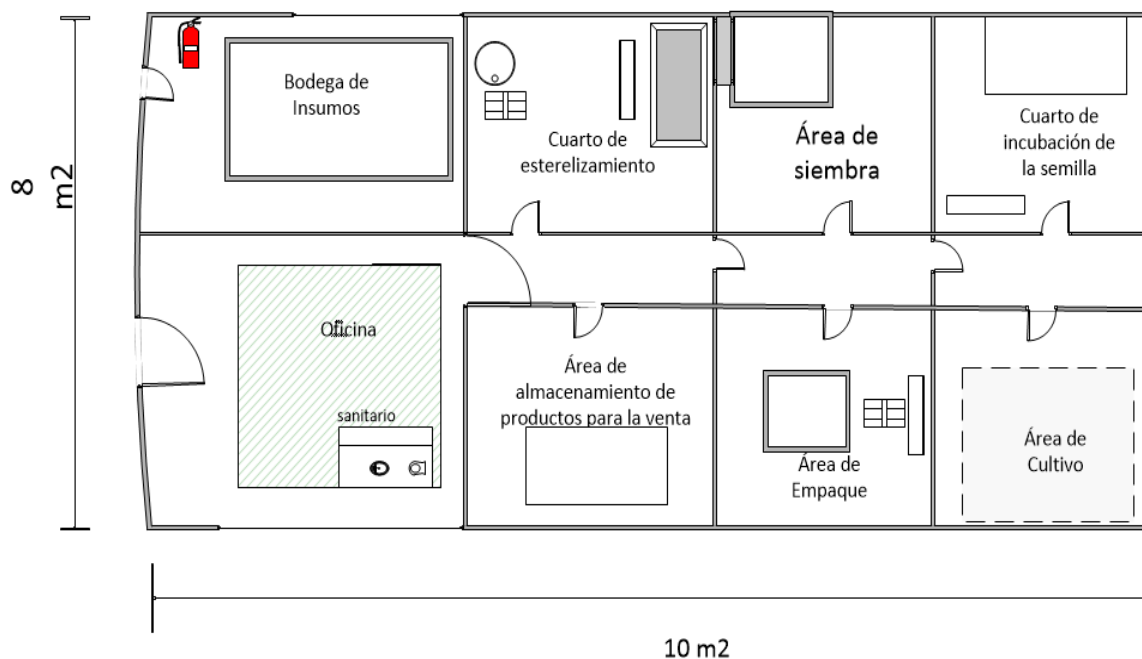 8
m2
Bodega de
Insumos
Cuarto de
esterelizamiento
Área de
siembra
Cuarto de
incubación de
la semilla
Oficina
sanitario
Área de
almacenamiento de
productos para la venta
Área de
Empaque
Área de
Cultivo
10 m2